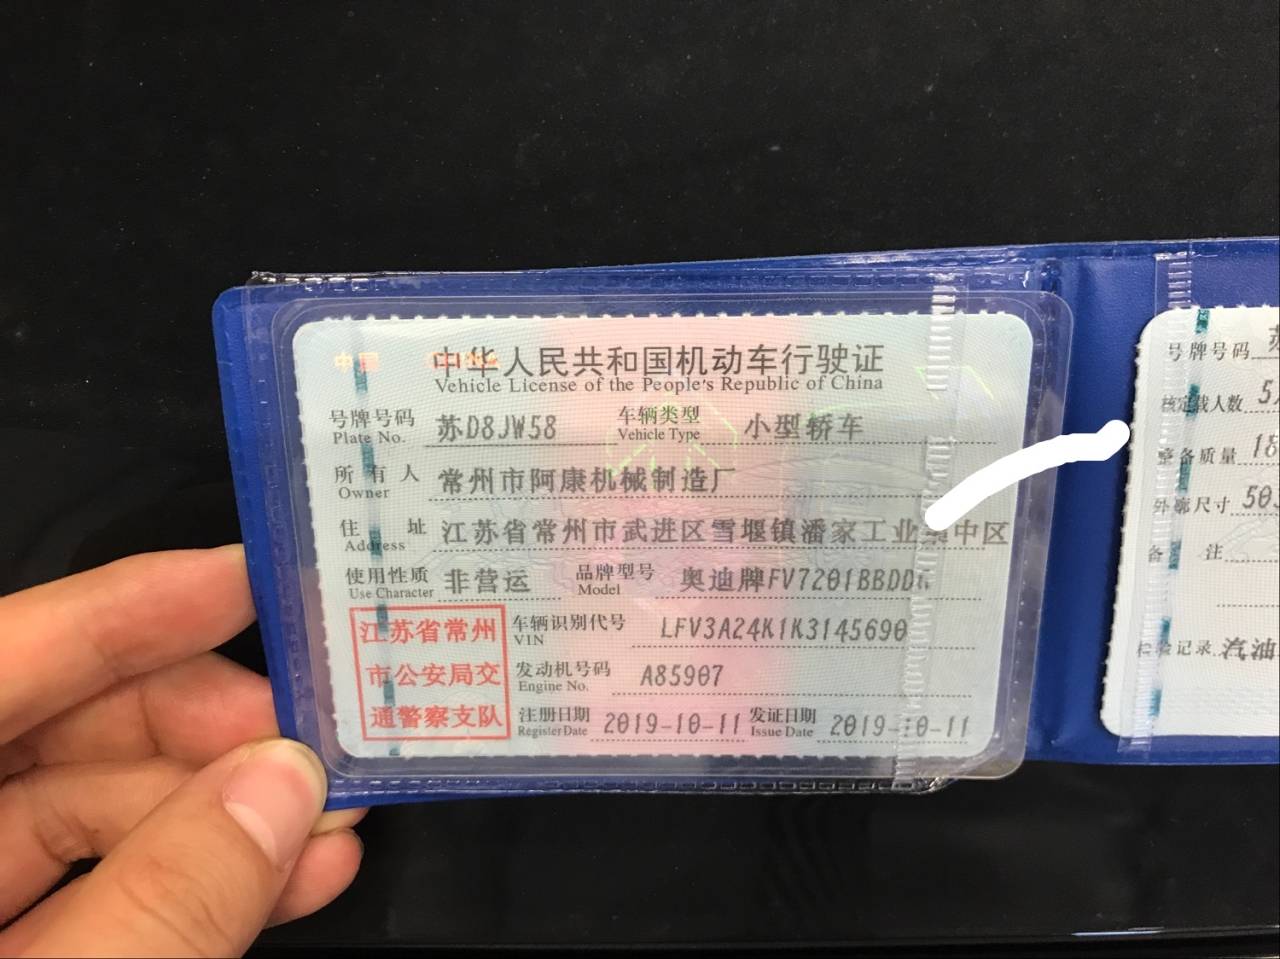 中华人民共和国机动车行驶证
Vehicle License of the People's Republic of China
号牌号码 苏D8JW58 车辆类型 小型轿车
Plate No. Vehicle Type
所有人 常州市阿康机械制造厂
Owner
住址 江苏省常州市武进区雪堰镇潘家工业集中区
Address
使用性质 非营运 品牌型号 奥迪牌FV7201BBDD
Use Character Model
江苏省常州
市公安局交
通警察支队
车辆识别代号 LFV3A24K1K3145690
VIN
发动机号码 A85907
Engine No.
注册日期 2019-10-11 发证日期 2019-10-11
Register Date Issue Date
号牌号码
核定载人数
整备质量 18
外廓尺寸 50
备注
检验记录 汽油